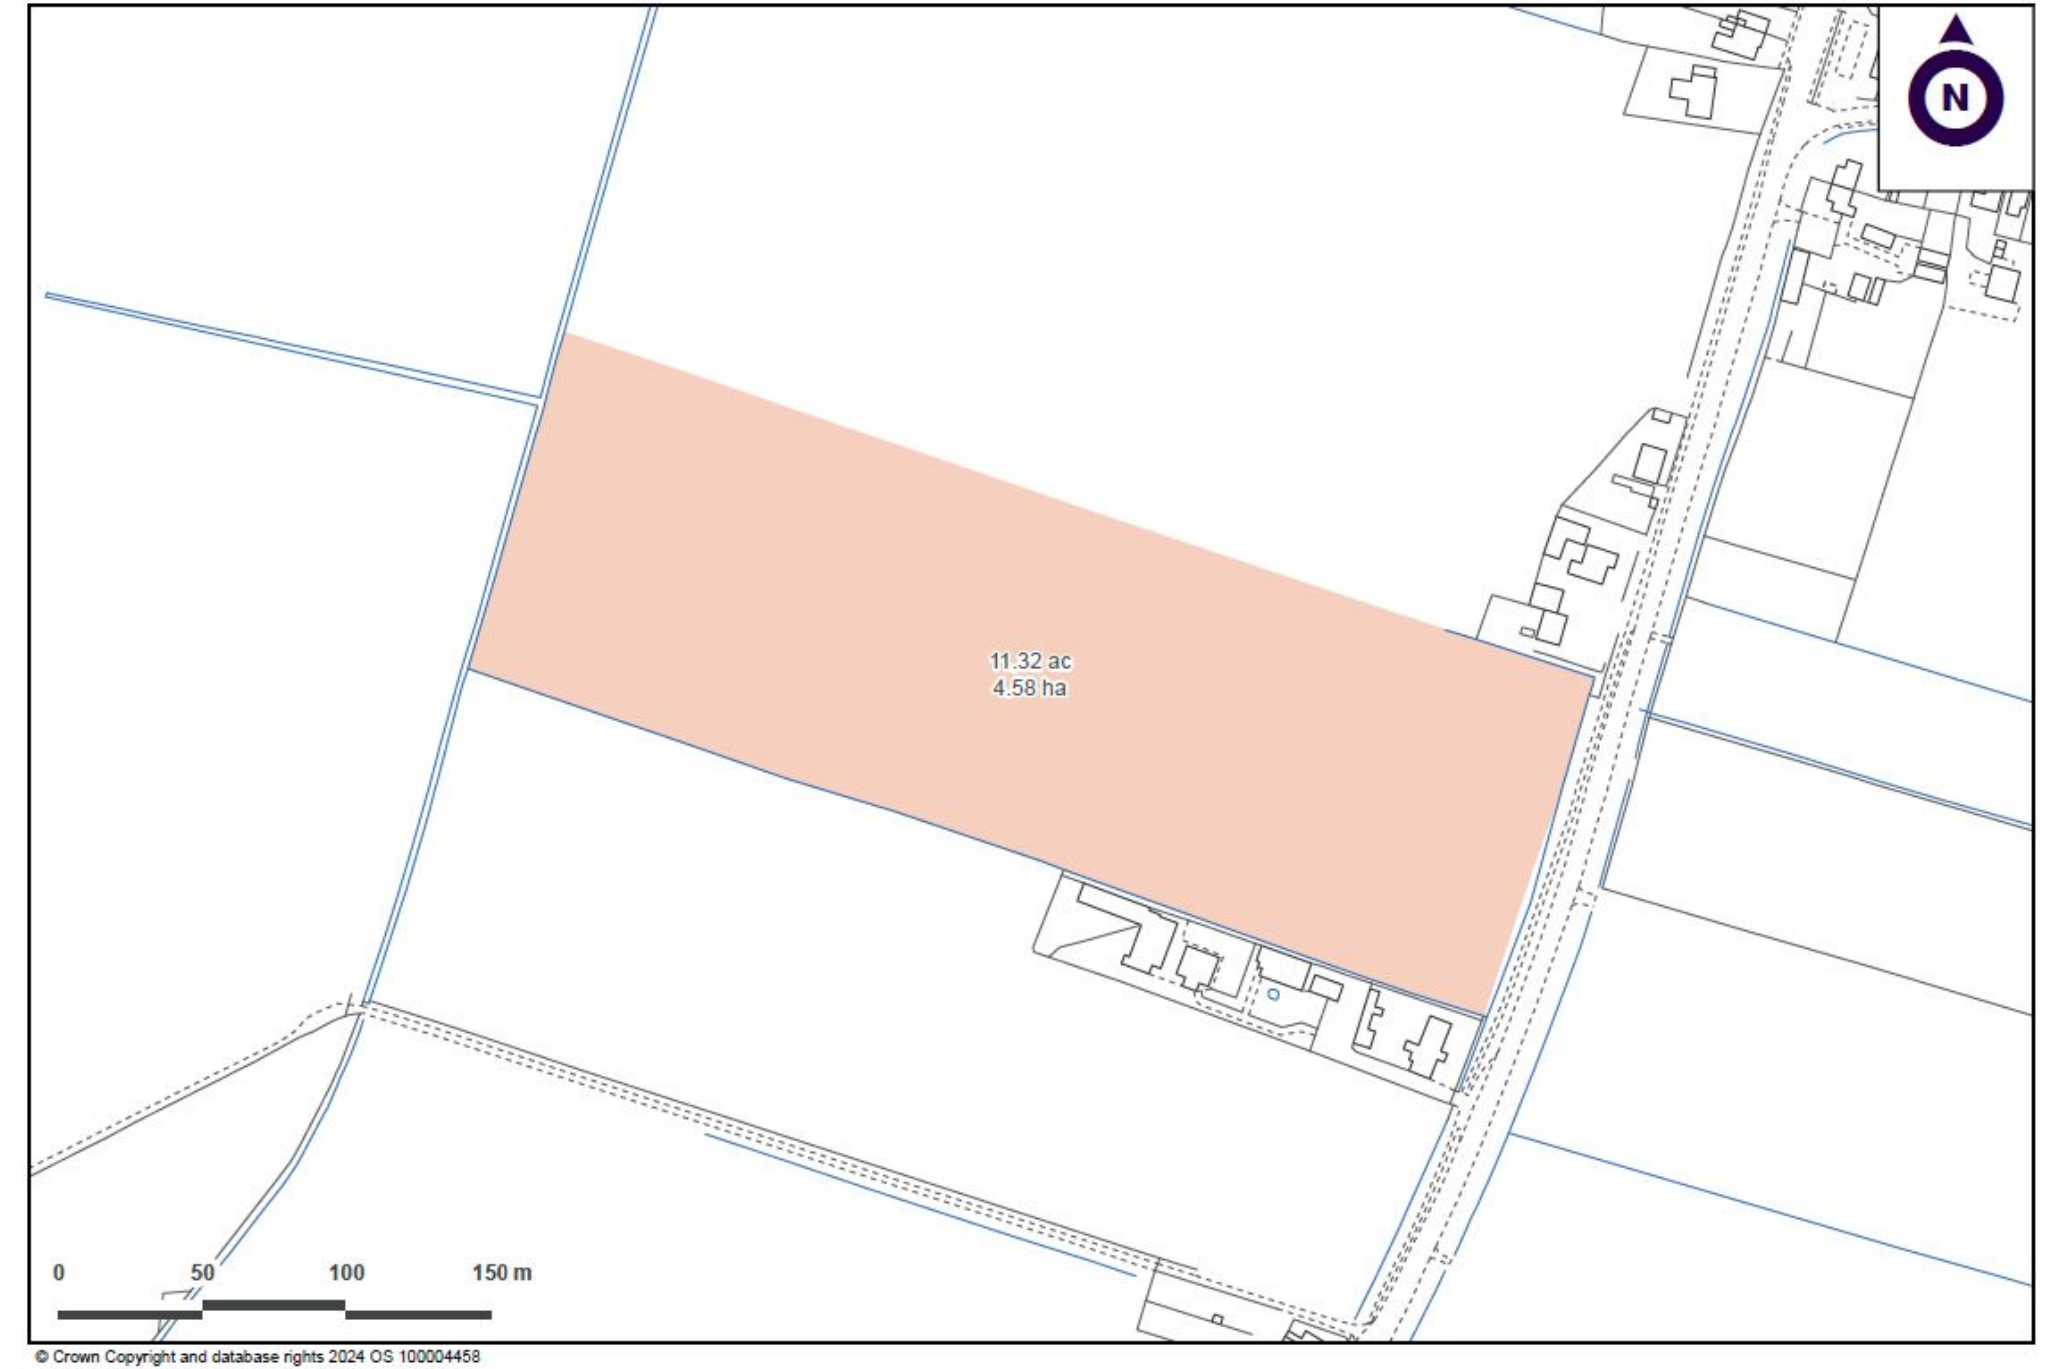 N
11.32 ac
4.58 ha
0 50 100 150 m
© Crown Copyright and database rights 2024 OS 100004458